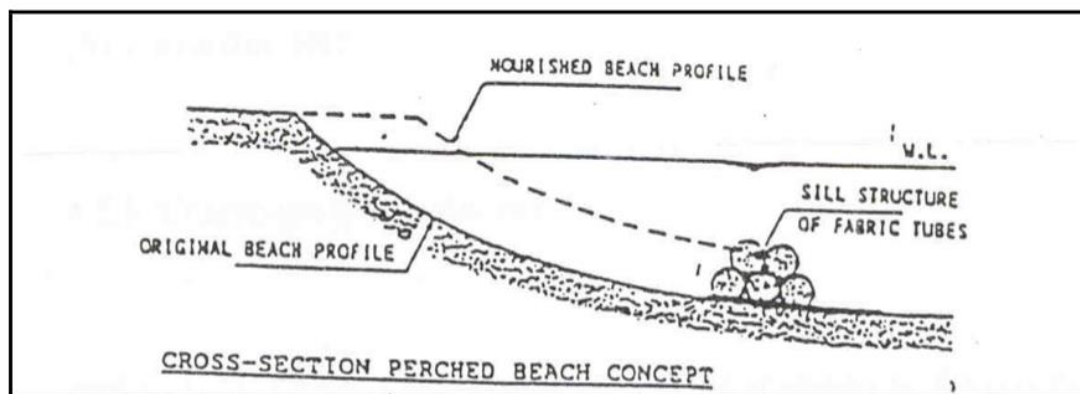 NOURISHED BEACH PROFILE
W.L.
SILL STRUCTURE
OF FABRIC TUBES
ORIGINAL BEACH PROFILE
CROSS-SECTION PERCHED BEACH CONCEPT